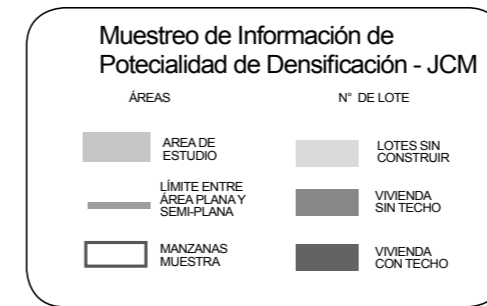 Muestreo de Información de
Potecialidad de Densificación - JCM
ÁREAS
AREA DE
ESTUDIO
LÍMITE ENTRE
ÁREA PLANA Y
SEMI-PLANA
MANZANAS
MUESTRA
N° DE LOTE
LOTES SIN
CONSTRUIR
VIVIENDA
SIN TECHO
VIVIENDA
CON TECHO